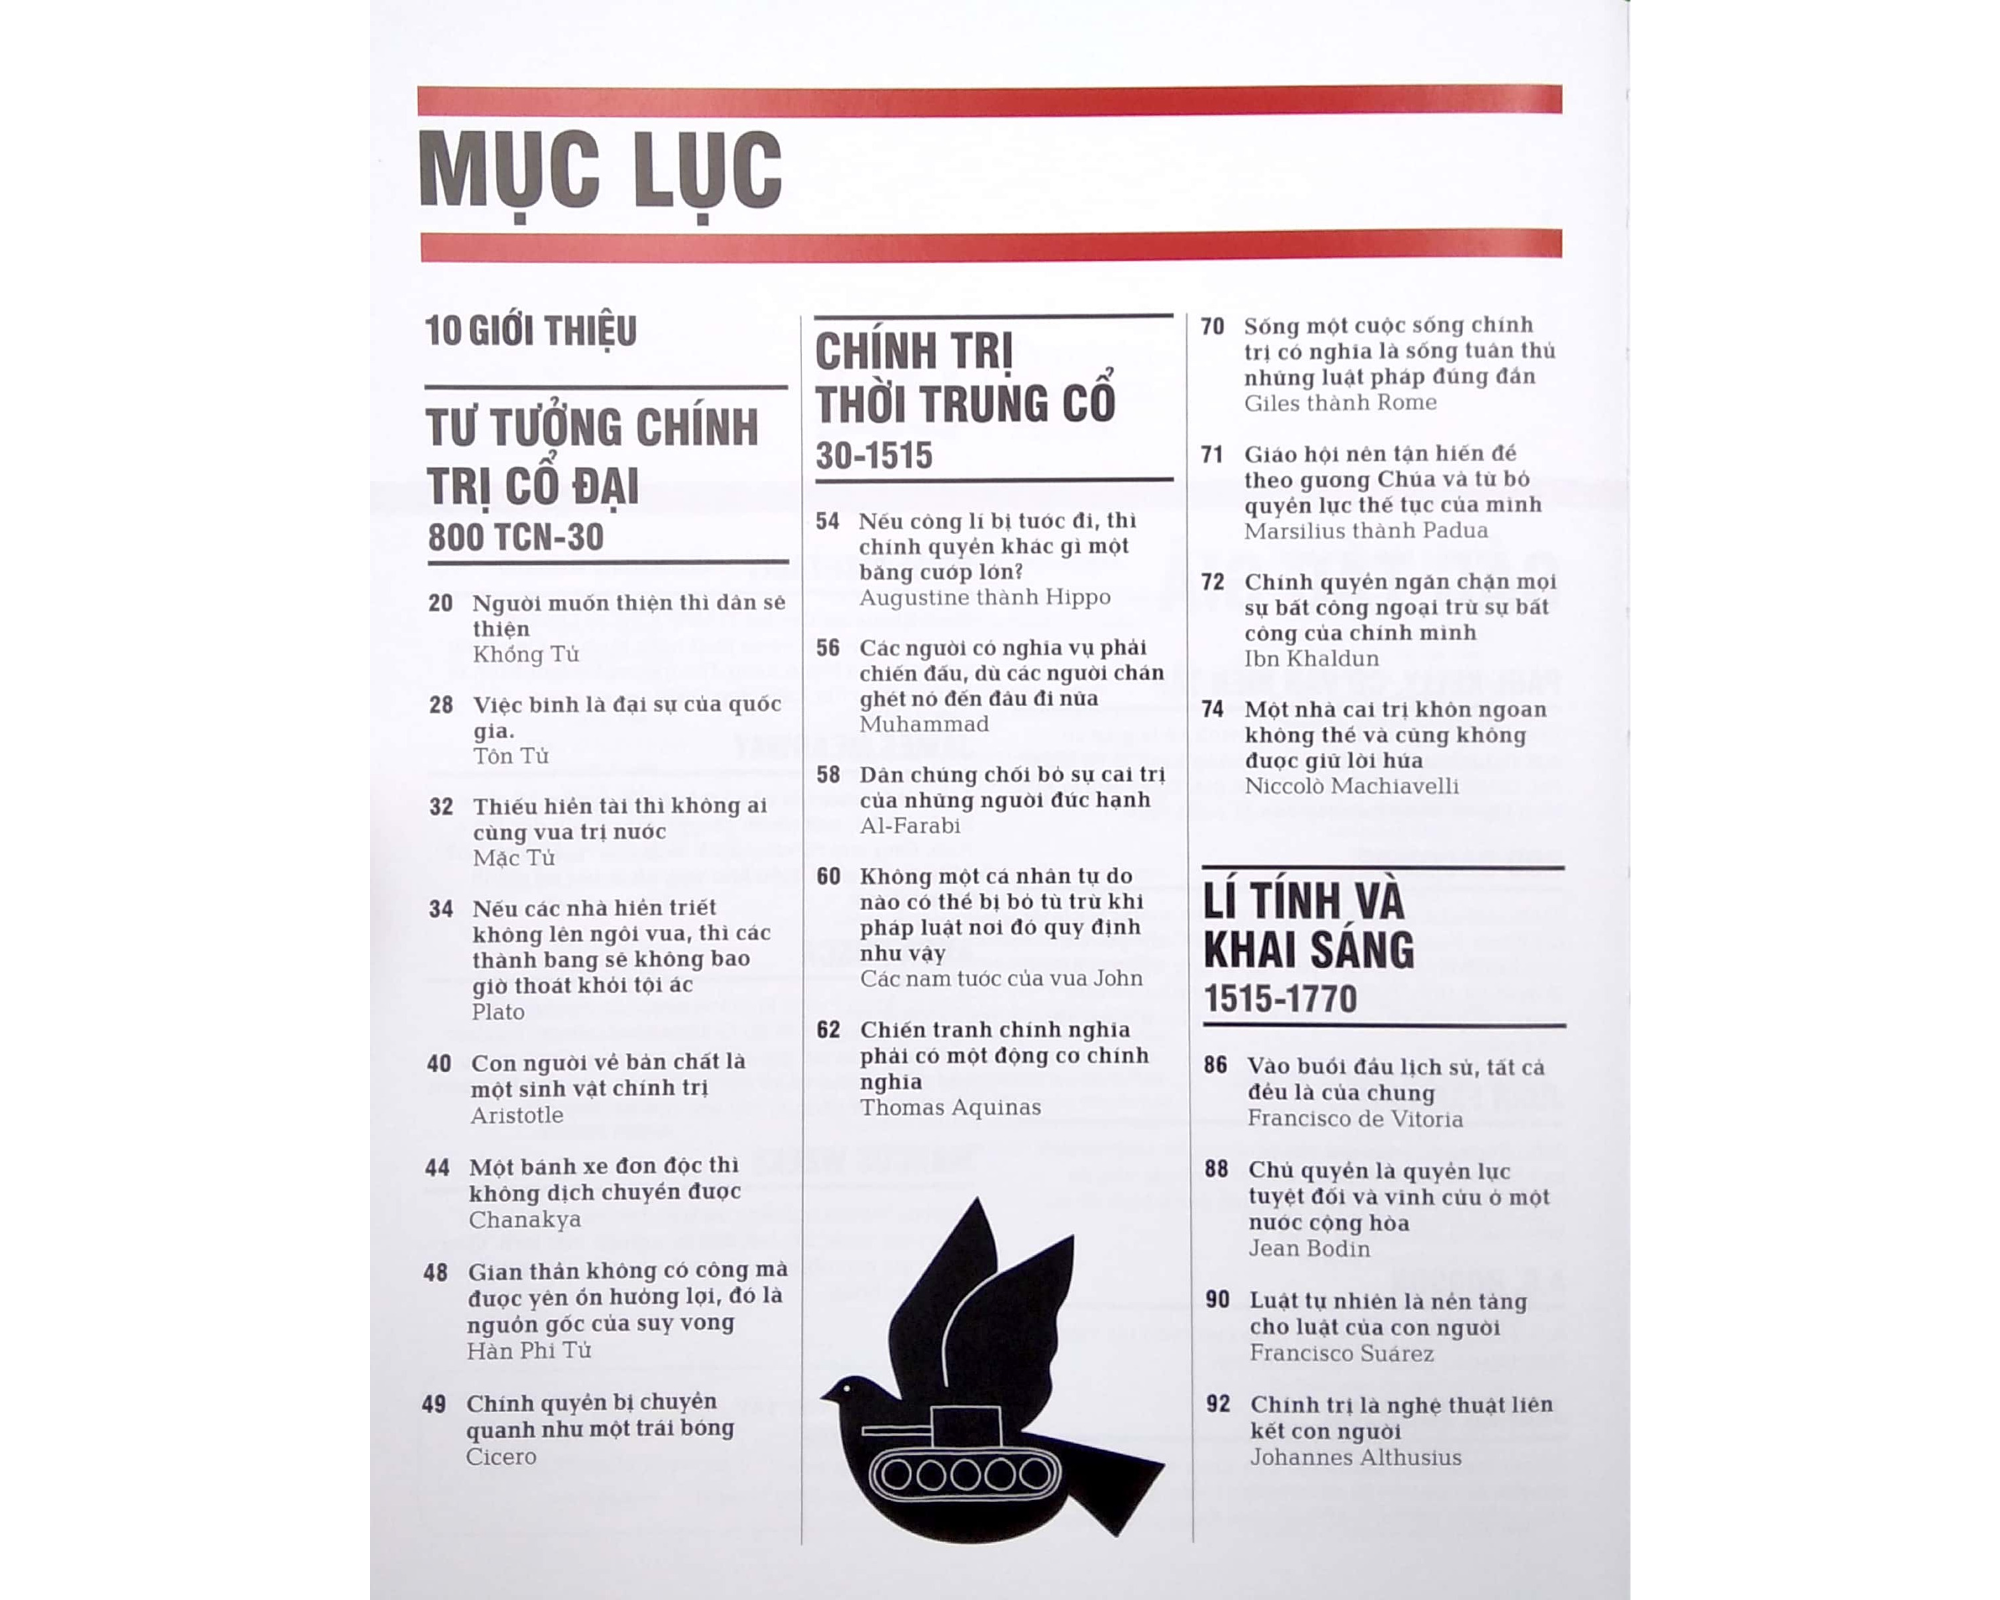 MỤC LỤC
10 GIỚI THIỆU
TƯ TƯỞNG CHÍNH
TRỊ CỔ ĐẠI
800 TCN-30
20 Người muốn thiện thì dân sẽ
thiện
Khổng Tử
28 Việc binh là đại sự của quốc
gia.
Tôn Tử
32 Thiếu hiền tài thì không ai
cùng vua trị nước
Mặc Tử
34 Nếu các nhà hiền triết
không lên ngôi vua, thì các
thành bang sẽ không bao
giờ thoát khỏi tội ác
Plato
40 Con người về bản chất là
một sinh vật chính trị
Aristotle
44 Một bánh xe đơn độc thì
không dịch chuyển được
Chanakya
48 Gian thần không có công mà
được yên ổn hưởng lợi, đó là
nguồn gốc của suy vong
Hàn Phi Tử
49 Chính quyền bị chuyền
quanh như một trái bóng
Cicero
CHÍNH TRỊ
THỜI TRUNG CỔ
30-1515
54 Nếu công lí bị tước đi, thì
chính quyền khác gì một
băng cướp lớn?
Augustine thành Hippo
56 Các người có nghĩa vụ phải
chiến đấu, dù các người chán
ghét nó đến đâu đi nữa
Muhammad
58 Dân chúng chối bỏ sự cai trị
của những người đức hạnh
Al-Farabi
60 Không một cá nhân tự do
nào có thể bị bỏ tù trừ khi
pháp luật nơi đó quy định
như vậy
Các nam tước của vua John
62 Chiến tranh chính nghĩa
phải có một động cơ chính
nghĩa
Thomas Aquinas
70 Sống một cuộc sống chính
trị có nghĩa là sống tuân thủ
những luật pháp đúng đắn
Giles thành Rome
71 Giáo hội nên tận hiến để
theo gương Chúa và từ bỏ
quyền lực thế tục của mình
Marsilius thành Padua
72 Chính quyền ngăn chặn mọi
sự bất công ngoại trừ sự bất
công của chính mình
Ibn Khaldun
74 Một nhà cai trị khôn ngoan
không thể và cũng không
được giữ lời hứa
Niccolò Machiavelli
LÍ TÍNH VÀ
KHAI SÁNG
1515-1770
86 Vào buổi đầu lịch sử, tất cả
đều là của chung
Francisco de Vitoria
88 Chủ quyền là quyền lực
tuyệt đối và vĩnh cửu ở một
nước cộng hòa
Jean Bodin
90 Luật tự nhiên là nền tảng
cho luật của con người
Francisco Suárez
92 Chính trị là nghệ thuật liên
kết con người
Johannes Althusius